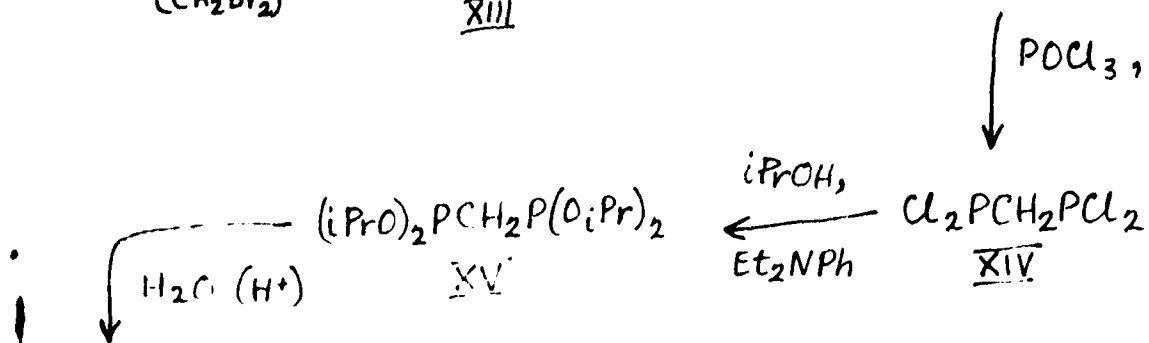 (CH₂Br₂) XIII
POCl₃,
iPrOH,
(iPrO)₂PCH₂P(OiPr)₂ Cl₂PCH₂PCl₂
Et₂NPh
H₂O (H⁺) XV XIV